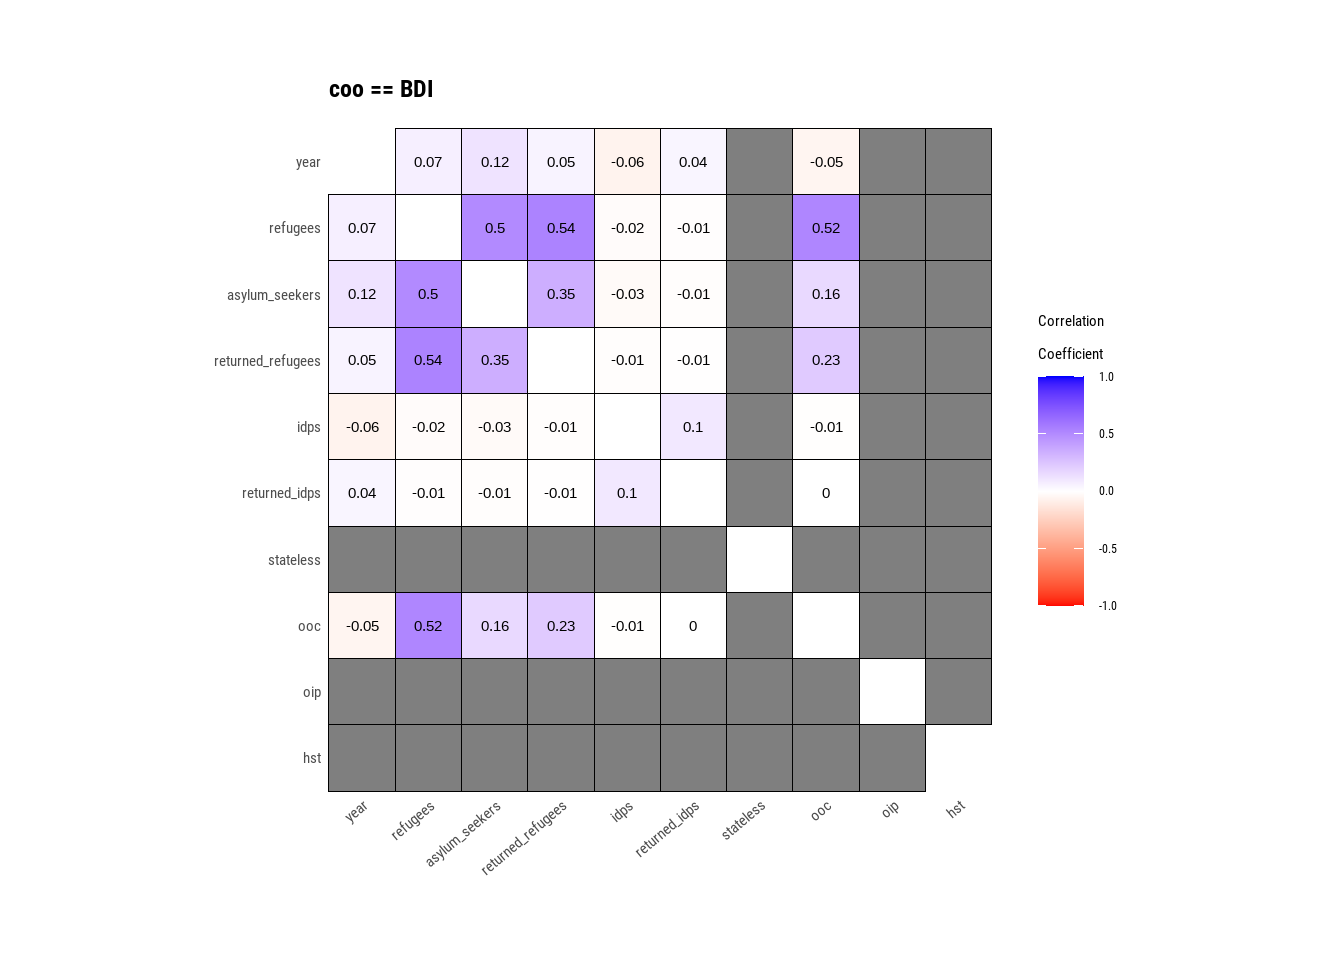 coo == BDI
year 0.07 0.12 0.05 -0.06 0.04 -0.05
refugees 0.07 0.5 0.54 -0.02 -0.01 0.52
asylum_seekers 0.12 0.5 0.35 -0.03 -0.01 0.16
returned_refugees 0.05 0.54 0.35 -0.01 -0.01 0.23
idps -0.06 -0.02 -0.03 -0.01 0.1 -0.01
returned_idps 0.04 -0.01 -0.01 -0.01 0.1 0
stateless
ooc -0.05 0.52 0.16 0.23 -0.01 0
oip
hst
year refugees asylum_seekers returned_refugees idps returned_idps stateless ooc oip hst
Correlation
Coefficient
1.0
0.5
0.0
-0.5
-1.0